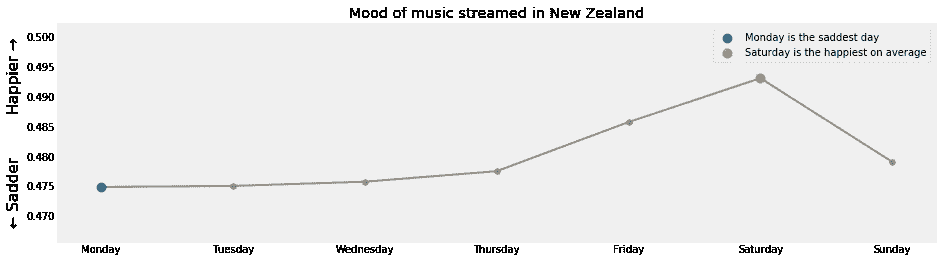 Mood of music streamed in New Zealand
Happier →
← Sadder
0.500
0.495
0.490
0.485
0.480
0.475
0.470
Monday is the saddest day
Saturday is the happiest on average
Monday Tuesday Wednesday Thursday Friday Saturday Sunday